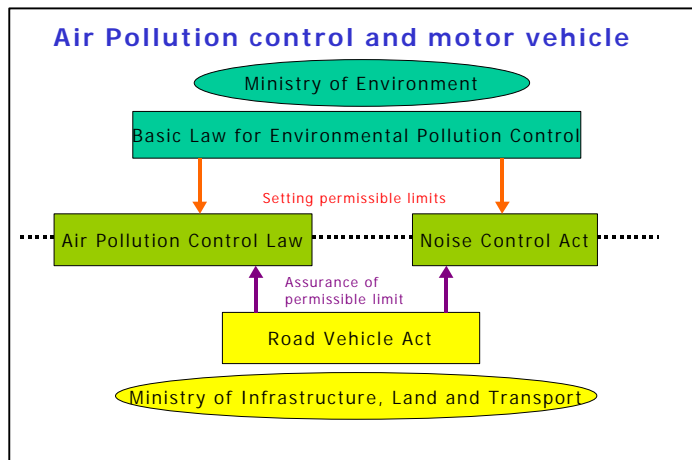 Air Pollution control and motor vehicle
Ministry of Environment
Basic Law for Environmental Pollution Control
Setting permissible limits
Air Pollution Control Law
Noise Control Act
Assurance of
permissible limit
Road Vehicle Act
Ministry of Infrastructure, Land and Transport